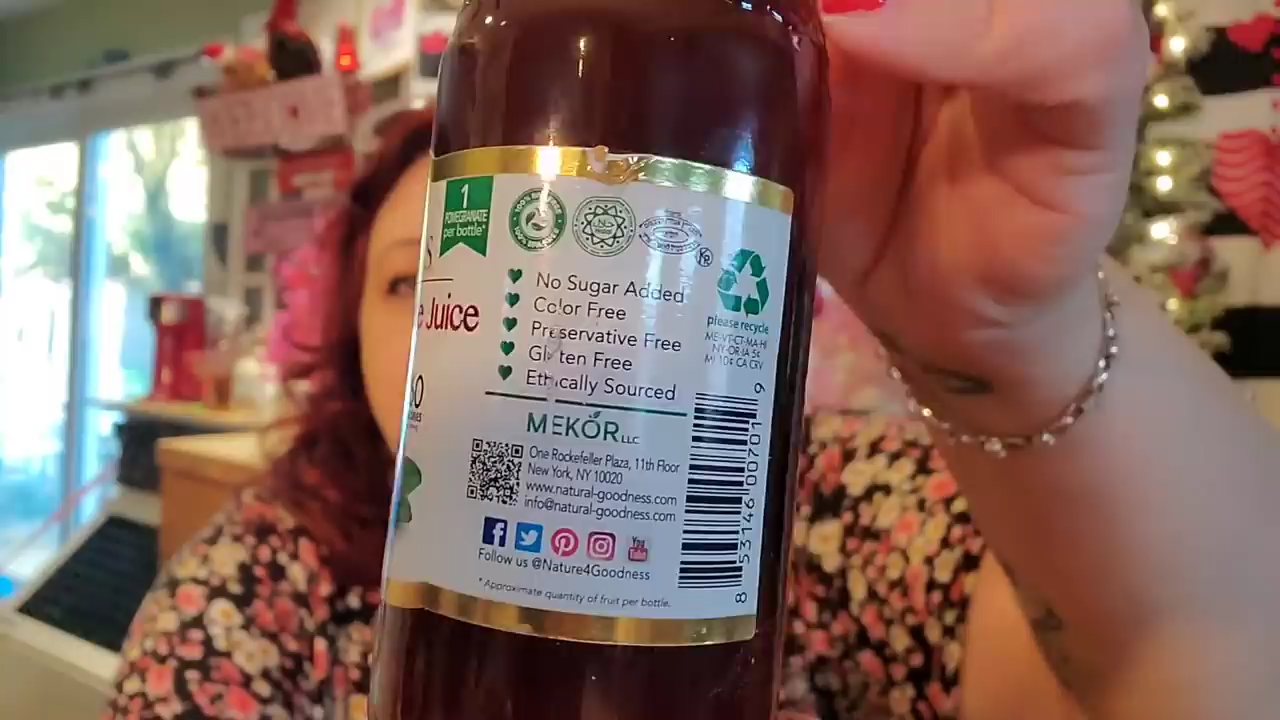 1
POMEGRANATE
per bottle*
S
e Juice
No Sugar Added
Color Free
Preservative Free
Gluten Free
Ethically Sourced
please recycle
ME-VT-CT-MA-HI
NY-OR-IA 5¢
MI 10¢ CA CRV
MEKOR LLC
One Rockefeller Plaza, 11th Floor
New York, NY 10020
www.natural-goodness.com
info@natural-goodness.com
You
Tube
Follow us @Nature4Goodness
* Approximate quantity of fruit per bottle.
8 53146 00701 9